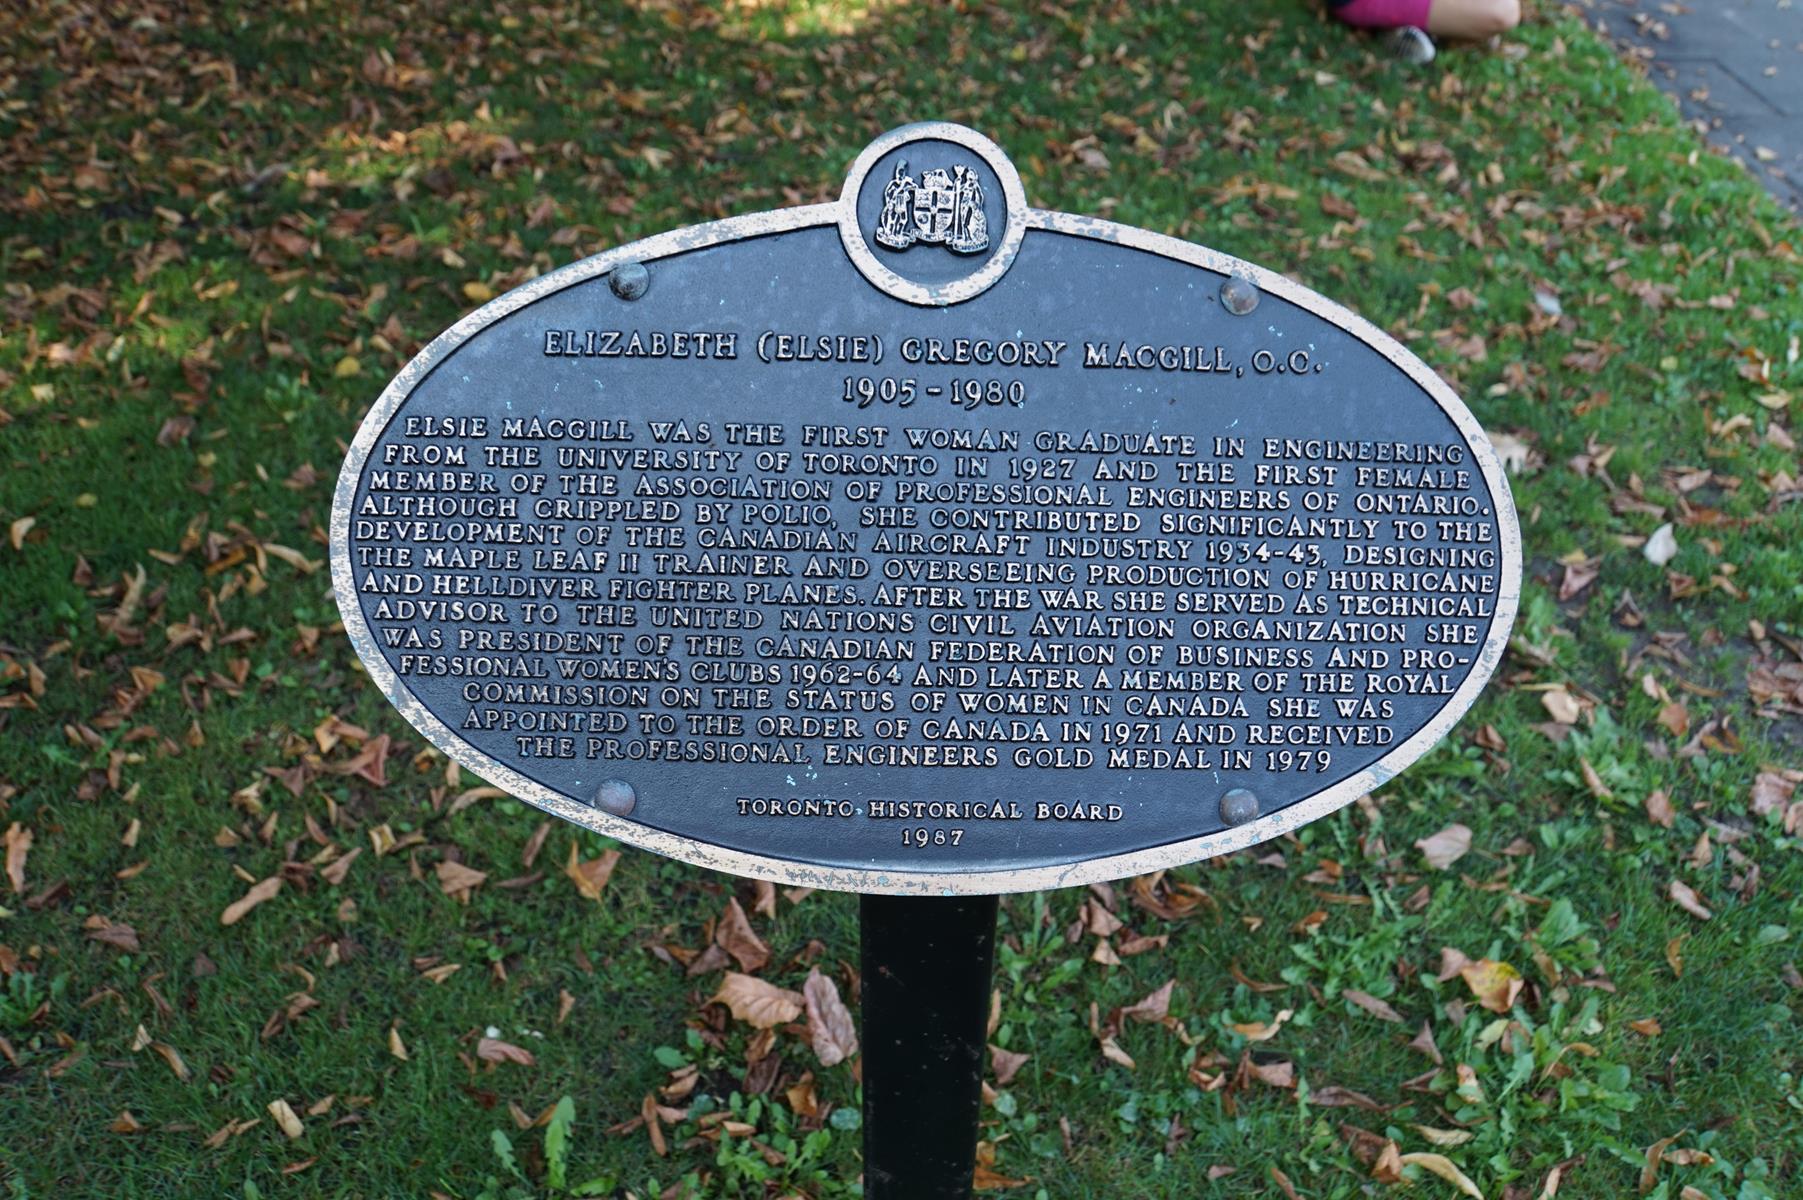 ELIZABETH (ELSIE) GREGORY MACGILL, O.C.
1905-1980
ELSIE MACGILL WAS THE FIRST WOMAN GRADUATE IN ENGINEERING
FROM THE UNIVERSITY OF TORONTO IN 1927 AND THE FIRST FEMALE
MEMBER OF THE ASSOCIATION OF PROFESSIONAL ENGINEERS OF ONTARIO.
ALTHOUGH CRIPPLED BY POLIO, SHE CONTRIBUTED SIGNIFICANTLY TO THE
DEVELOPMENT OF THE CANADIAN AIRCRAFT INDUSTRY 1934-43, DESIGNING
THE MAPLE LEAF II TRAINER AND OVERSEEING PRODUCTION OF HURRICANE
AND HELLDIVER FIGHTER PLANES. AFTER THE WAR SHE SERVED AS TECHNICAL
ADVISOR TO THE UNITED NATIONS CIVIL AVIATION ORGANIZATION SHE
WAS PRESIDENT OF THE CANADIAN FEDERATION OF BUSINESS AND PRO-
FESSIONAL WOMEN'S CLUBS 1962-64 AND LATER A MEMBER OF THE ROYAL
COMMISSION ON THE STATUS OF WOMEN IN CANADA SHE WAS
APPOINTED TO THE ORDER OF CANADA IN 1971 AND RECEIVED
THE PROFESSIONAL ENGINEERS GOLD MEDAL IN 1979
TORONTO HISTORICAL BOARD
1987